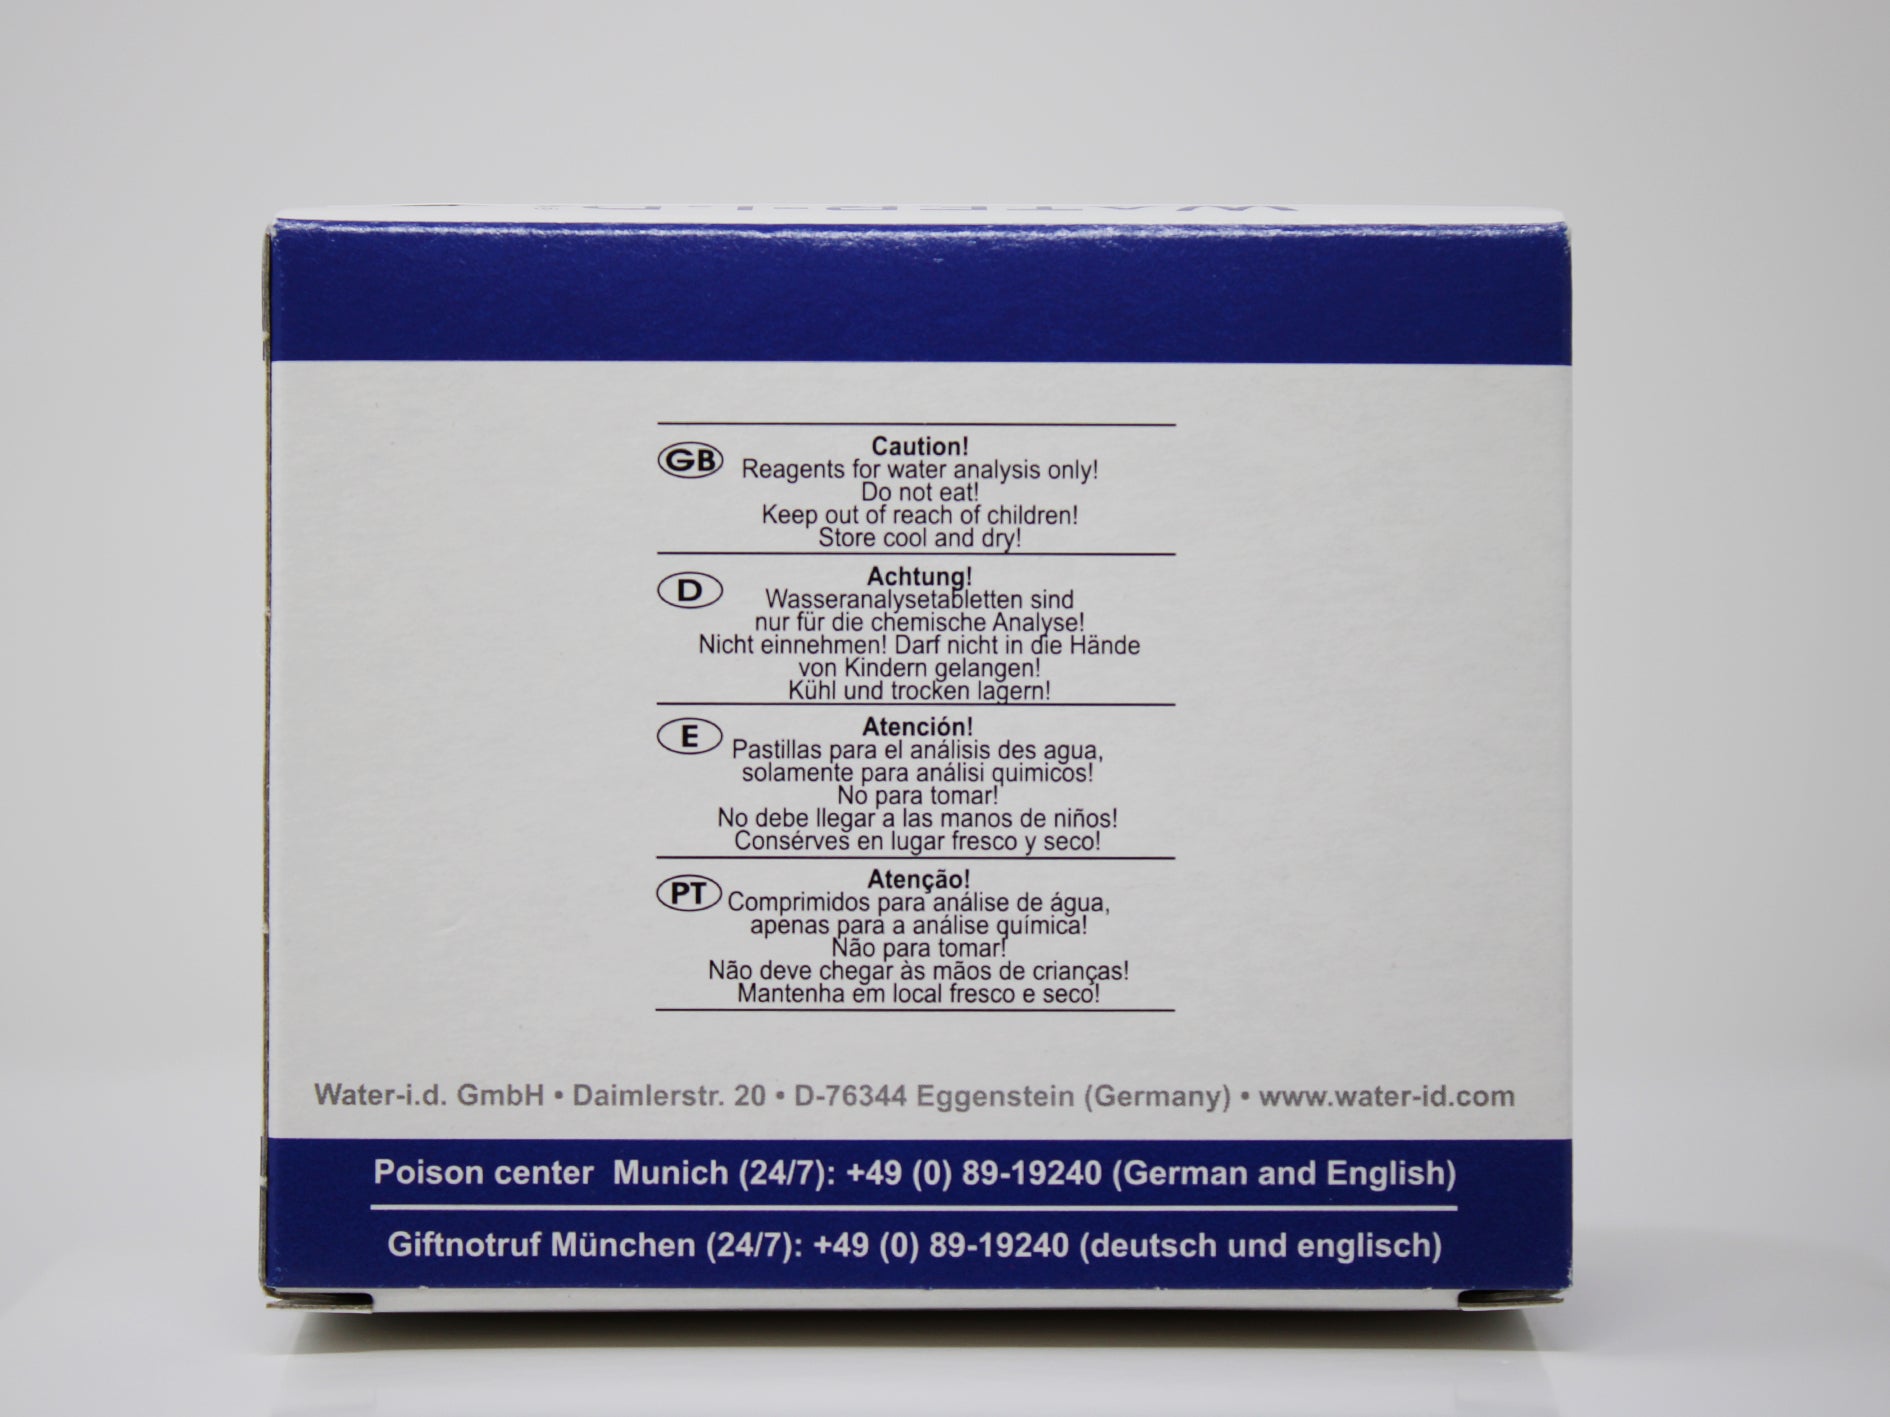 WATER-I-D
GB
Caution!
Reagents for water analysis only!
Do not eat!
Keep out of reach of children!
Store cool and dry!
D
Achtung!
Wasseranalysetabletten sind
nur für die chemische Analyse!
Nicht einnehmen! Darf nicht in die Hände
von Kindern gelangen!
Kühl und trocken lagern!
E
Atención!
Pastillas para el análisis des agua,
solamente para análisi quimicos!
No para tomar!
No debe llegar a las manos de niños!
Consérves en lugar fresco y seco!
PT
Atenção!
Comprimidos para análise de água,
apenas para a análise química!
Não para tomar!
Não deve chegar às mãos de crianças!
Mantenha em local fresco e seco!
Water-i.d. GmbH • Daimlerstr. 20 • D-76344 Eggenstein (Germany) • www.water-id.com
Poison center Munich (24/7): +49 (0) 89-19240 (German and English)
Giftnotruf München (24/7): +49 (0) 89-19240 (deutsch und englisch)